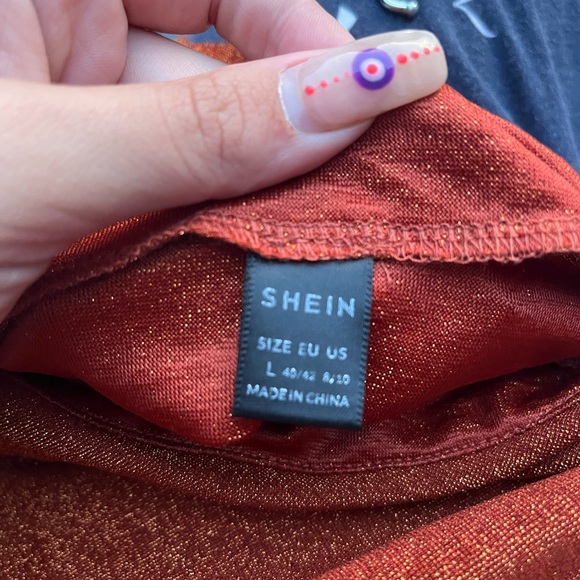 SHEIN
SIZE EU US
L 40/42 8/10
MADE IN CHINA